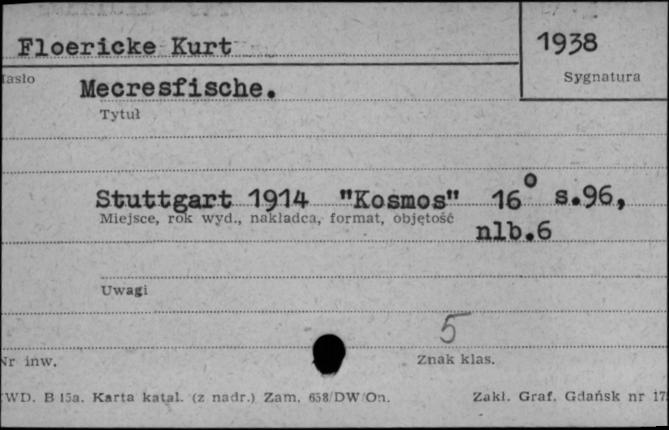 Floericke Kurt
1938
asło
Sygnatura
Mecresfische.
Tytuł
Stuttgart 1914 "Kosmos" 16° s.96,
Miejsce, rok wyd., nakładca, format, objętość
nlb.6
Uwagi
5
Nr inw.
Znak klas.
WD. B 15a. Karta katal. (z nadr.) Zam. 658/DW/On.
Zakł. Graf. Gdańsk nr 17